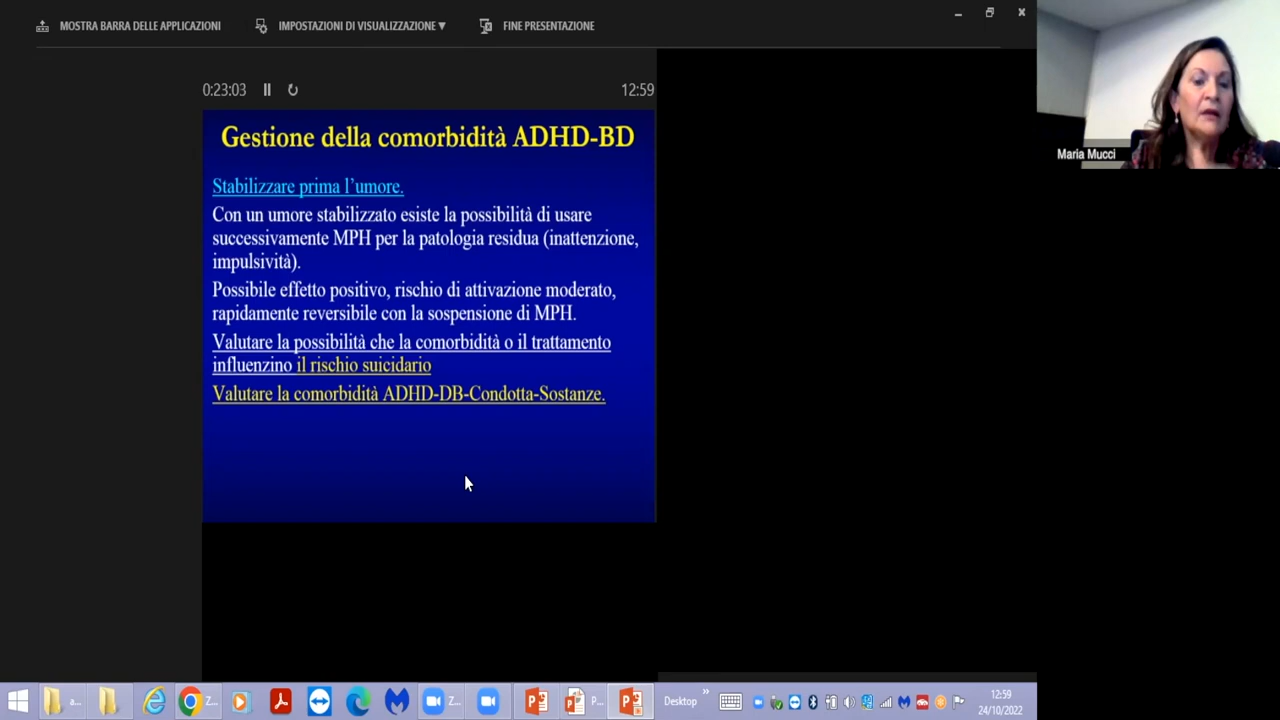 MOSTRA BARRA DELLE APPLICAZIONI
IMPOSTAZIONI DI VISUALIZZAZIONE ▼
FINE PRESENTAZIONE
0:23:03
12:59
Gestione della comorbidità ADHD-BD
Stabilizzare prima l’umore.
Con un umore stabilizzato esiste la possibilità di usare
successivamente MPH per la patologia residua (inattenzione,
impulsività).
Possibile effetto positivo, rischio di attivazione moderato,
rapidamente reversibile con la sospensione di MPH.
Valutare la possibilità che la comorbidità o il trattamento
influenzino il rischio suicidario
Valutare la comorbidità ADHD-DB-Condotta-Sostanze.
Maria Mucci
a...
Z...
Z...
P...
Desktop
12:59
24/10/2022